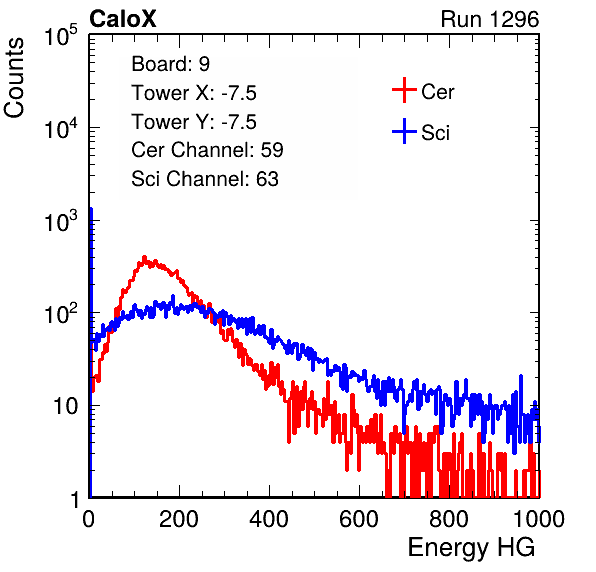 CaloX Run 1296
Counts
Board: 9
Tower X: -7.5
Tower Y: -7.5
Cer Channel: 59
Sci Channel: 63
Cer
Sci
10^5
10^4
10^3
10^2
10
1
0 200 400 600 800 1000
Energy HG